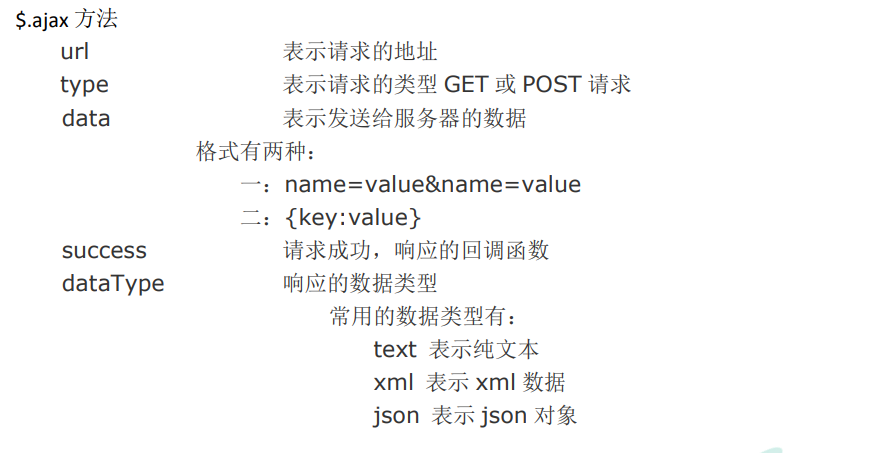 $.ajax 方法
url 表示请求的地址
type 表示请求的类型 GET 或 POST 请求
data 表示发送给服务器的数据
格式有两种：
一：name=value&name=value
二：{key:value}
success 请求成功，响应的回调函数
dataType 响应的数据类型
常用的数据类型有：
text 表示纯文本
xml 表示 xml 数据
json 表示 json 对象